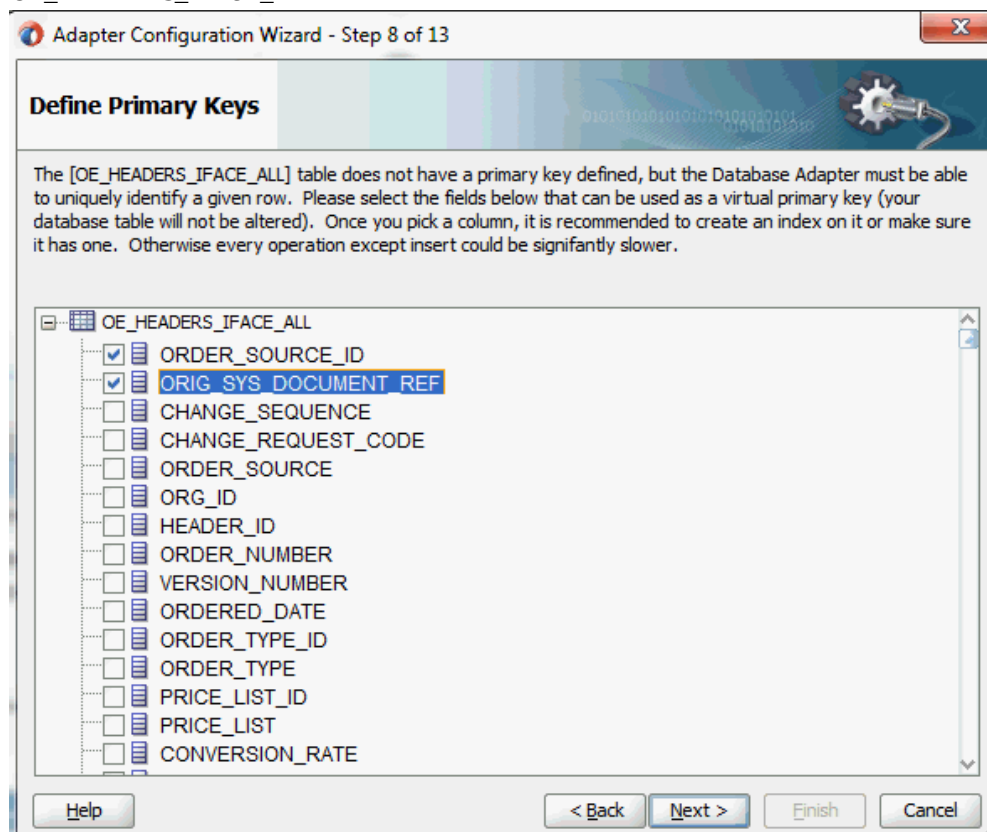 Adapter Configuration Wizard - Step 8 of 13
x
Define Primary Keys
The [OE_HEADERS_IFACE_ALL] table does not have a primary key defined, but the Database Adapter must be able
to uniquely identify a given row. Please select the fields below that can be used as a virtual primary key (your
database table will not be altered). Once you pick a column, it is recommended to create an index on it or make sure
it has one. Otherwise every operation except insert could be signifantly slower.
OE_HEADERS_IFACE_ALL
ORDER_SOURCE_ID
ORIG_SYS_DOCUMENT_REF
CHANGE_SEQUENCE
CHANGE_REQUEST_CODE
ORDER_SOURCE
ORG_ID
HEADER_ID
ORDER_NUMBER
VERSION_NUMBER
ORDERED_DATE
ORDER_TYPE_ID
ORDER_TYPE
PRICE_LIST_ID
PRICE_LIST
CONVERSION_RATE
Help < Back Next > Finish Cancel